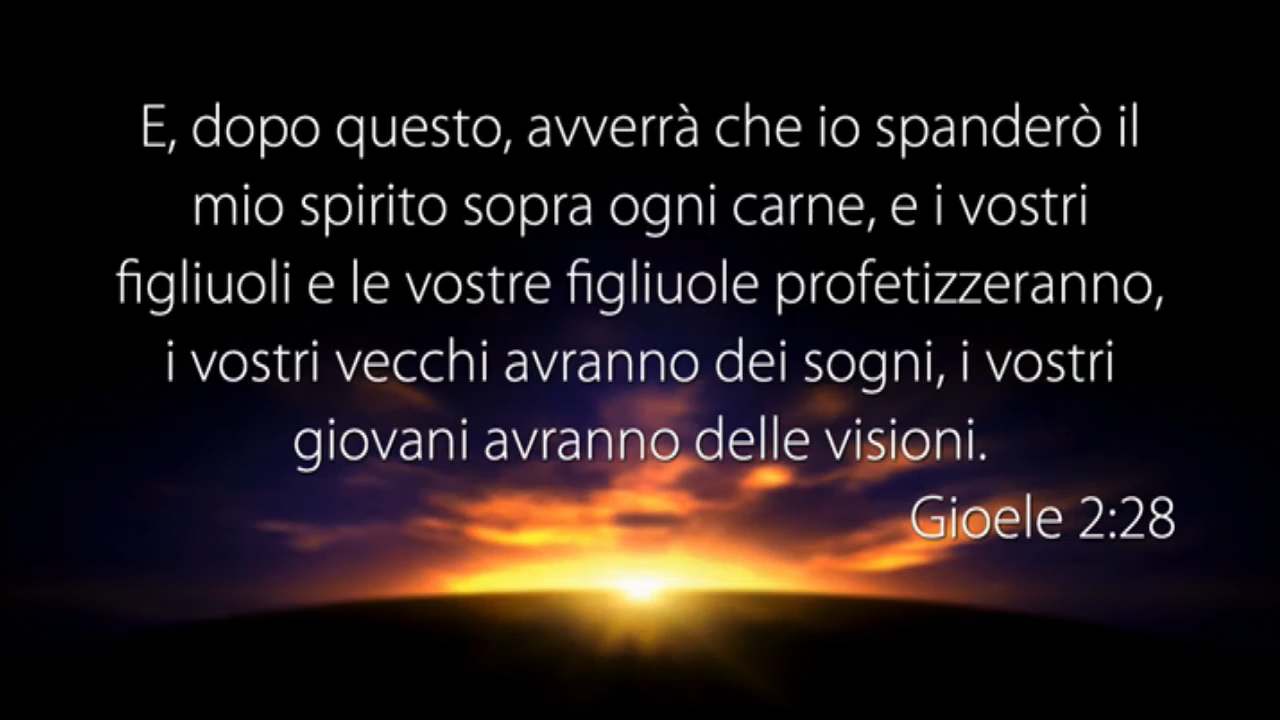 E, dopo questo, avverrà che io spanderò il
mio spirito sopra ogni carne, e i vostri
figliuoli e le vostre figliuole profetizzeranno,
i vostri vecchi avranno dei sogni, i vostri
giovani avranno delle visioni.
Gioele 2:28